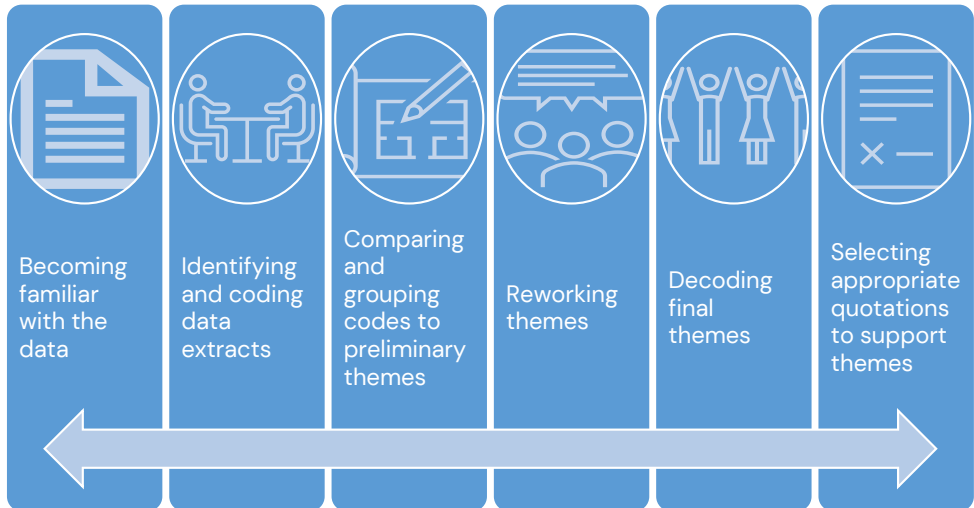 Becoming
familiar
with the
data
Identifying
and coding
data
extracts
Comparing
and
grouping
codes to
preliminary
themes
Reworking
themes
Decoding
final
themes
Selecting
appropriate
quotations
to support
themes